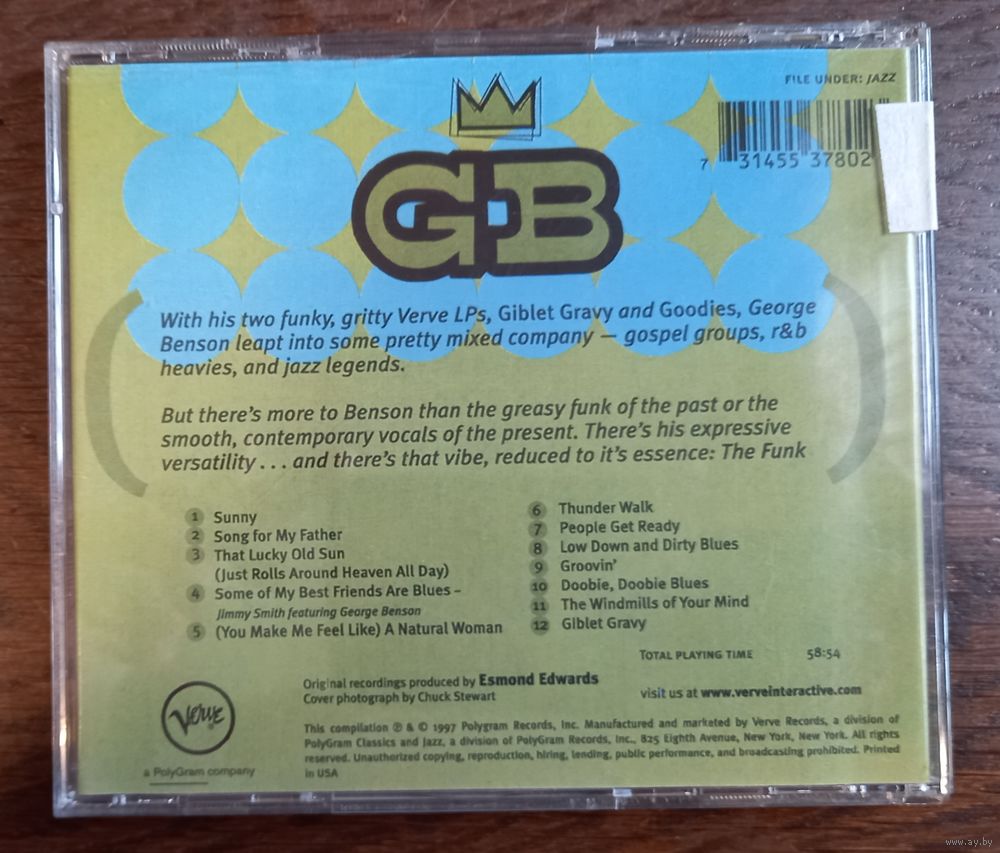 FILE UNDER: JAZZ
7 31455 37802
GB
With his two funky, gritty Verve LPs, Giblet Gravy and Goodies, George
Benson leapt into some pretty mixed company — gospel groups, r&b
heavies, and jazz legends.
But there's more to Benson than the greasy funk of the past or the
smooth, contemporary vocals of the present. There's his expressive
versatility . . . and there's that vibe, reduced to it's essence: The Funk
1 Sunny
2 Song for My Father
3 That Lucky Old Sun
(Just Rolls Around Heaven All Day)
4 Some of My Best Friends Are Blues –
Jimmy Smith featuring George Benson
5 (You Make Me Feel Like) A Natural Woman
6 Thunder Walk
7 People Get Ready
8 Low Down and Dirty Blues
9 Groovin'
10 Doobie, Doobie Blues
11 The Windmills of Your Mind
12 Giblet Gravy
TOTAL PLAYING TIME 58:54
Original recordings produced by Esmond Edwards
Cover photograph by Chuck Stewart
visit us at www.verveinteractive.com
This compilation ℗ & © 1997 Polygram Records, Inc. Manufactured and marketed by Verve Records, a division of
PolyGram Classics and Jazz, a division of PolyGram Records, Inc., 825 Eighth Avenue, New York, New York. All rights
reserved. Unauthorized copying, reproduction, hiring, lending, public performance, and broadcasting prohibited. Printed
in USA
Verve
a PolyGram company
www.ay.by